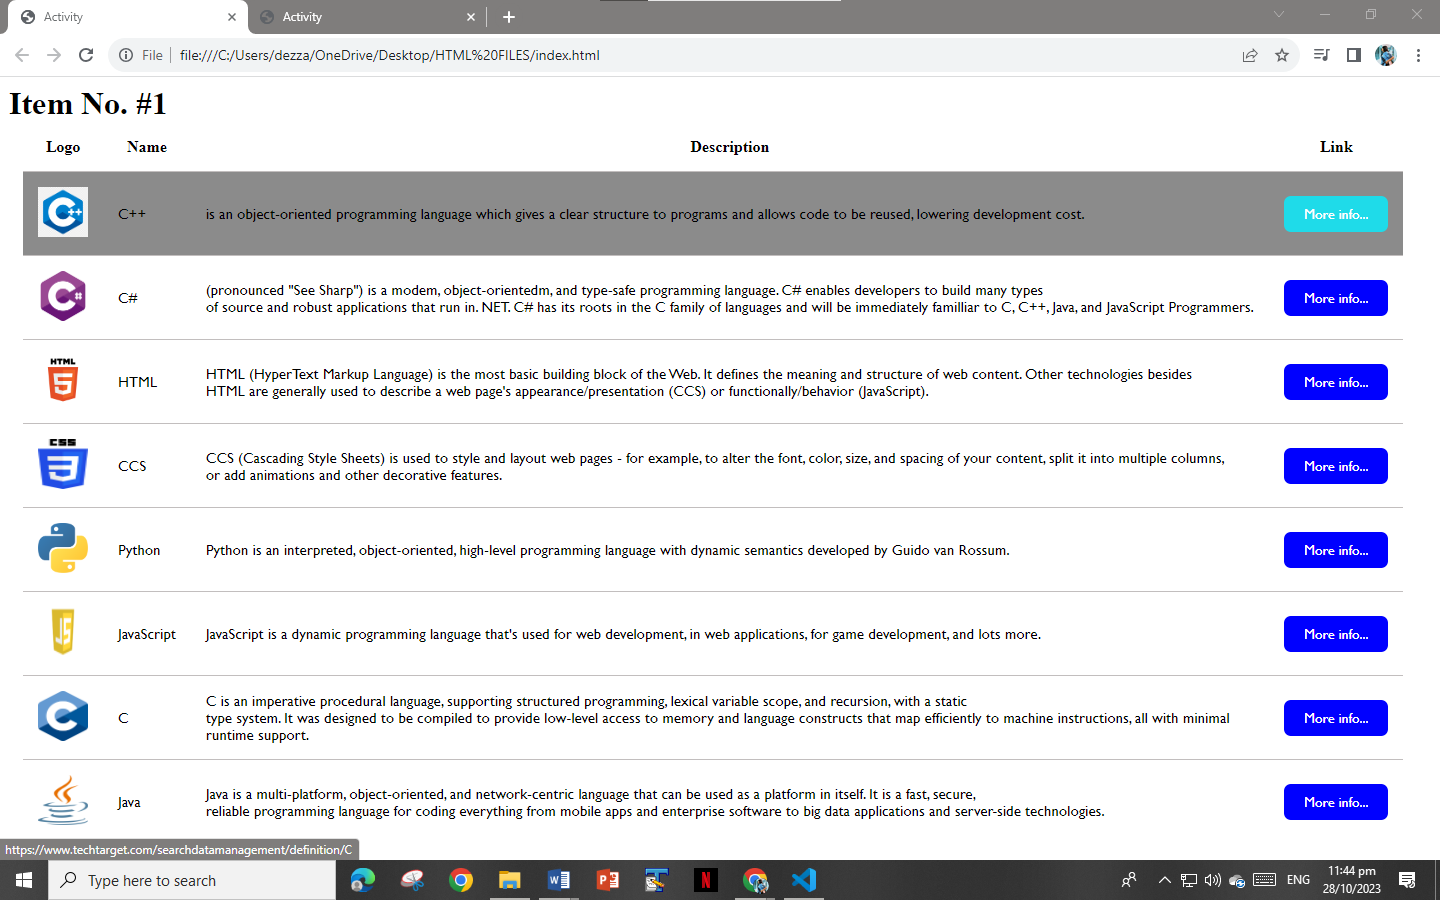 Activity
Activity
File
file:///C:/Users/dezza/OneDrive/Desktop/HTML%20FILES/index.html
Item No. #1
Logo Name Description Link
C++ is an object-oriented programming language which gives a clear structure to programs and allows code to be reused, lowering development cost. More info...
(pronounced "See Sharp") is a modem, object-orientedm, and type-safe programming language. C# enables developers to build many types
C# of source and robust applications that run in. NET. C# has its roots in the C family of languages and will be immediately familliar to C, C++, Java, and JavaScript Programmers. More info...
HTML
5
HTML HTML (HyperText Markup Language) is the most basic building block of the Web. It defines the meaning and structure of web content. Other technologies besides
HTML are generally used to describe a web page's appearance/presentation (CCS) or functionally/behavior (JavaScript). More info...
CSS
3
CCS CCS (Cascading Style Sheets) is used to style and layout web pages - for example, to alter the font, color, size, and spacing of your content, split it into multiple columns,
or add animations and other decorative features. More info...
Python Python is an interpreted, object-oriented, high-level programming language with dynamic semantics developed by Guido van Rossum. More info...
JS
JavaScript JavaScript is a dynamic programming language that's used for web development, in web applications, for game development, and lots more. More info...
C is an imperative procedural language, supporting structured programming, lexical variable scope, and recursion, with a static
C type system. It was designed to be compiled to provide low-level access to memory and language constructs that map efficiently to machine instructions, all with minimal More info...
runtime support.
Java Java is a multi-platform, object-oriented, and network-centric language that can be used as a platform in itself. It is a fast, secure,
reliable programming language for coding everything from mobile apps and enterprise software to big data applications and server-side technologies. More info...
https://www.techtarget.com/searchdatamanagement/definition/C
Type here to search
ENG
11:44 pm
28/10/2023